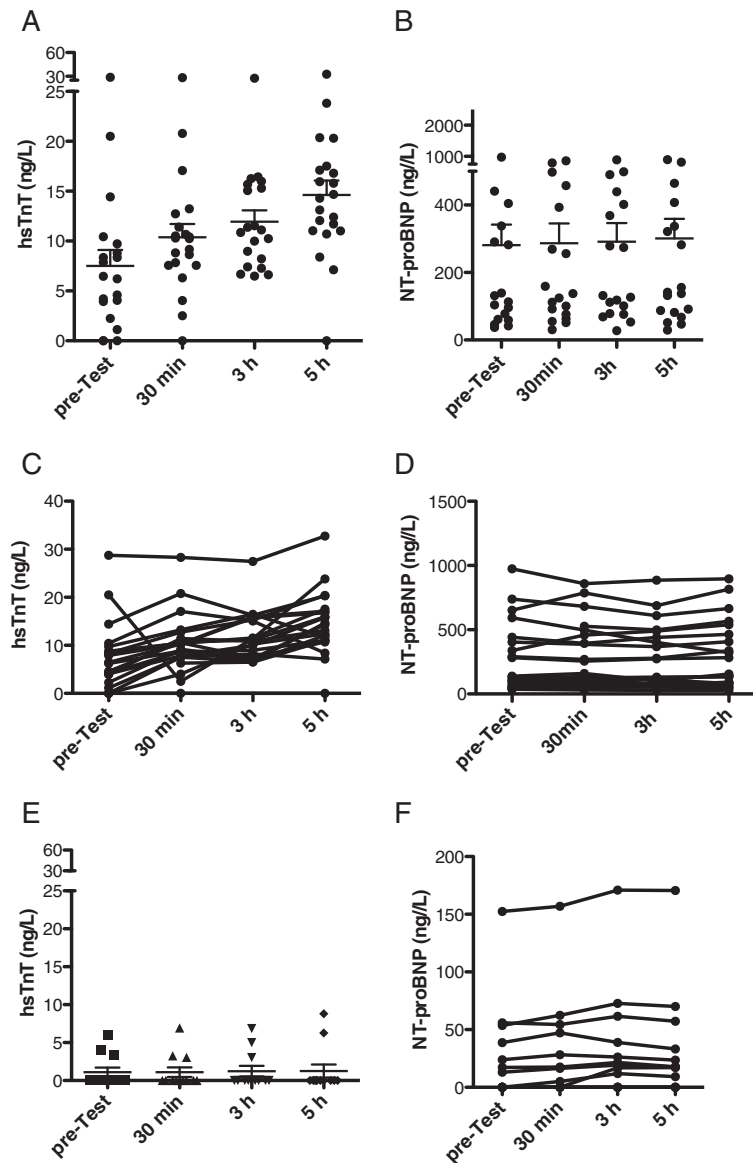 A
60
30
25
20
15
10
5
0
hsTnT (ng/L)
pre-Test
30 min
3 h
5 h
B
2000
1000
400
200
0
NT-proBNP (ng//L)
pre-Test
30min
3h
5h
C
40
30
20
10
0
hsTnT (ng/L)
pre-Test
30 min
3 h
5 h
D
1500
1000
500
0
NT-proBNP (ng//L)
pre-Test
30min
3h
5h
E
60
30
25
20
15
10
5
0
hsTnT (ng/L)
pre-Test
30 min
3 h
5 h
F
200
150
100
50
0
NT-proBNP (ng//L)
pre-Test
30 min
3 h
5 h